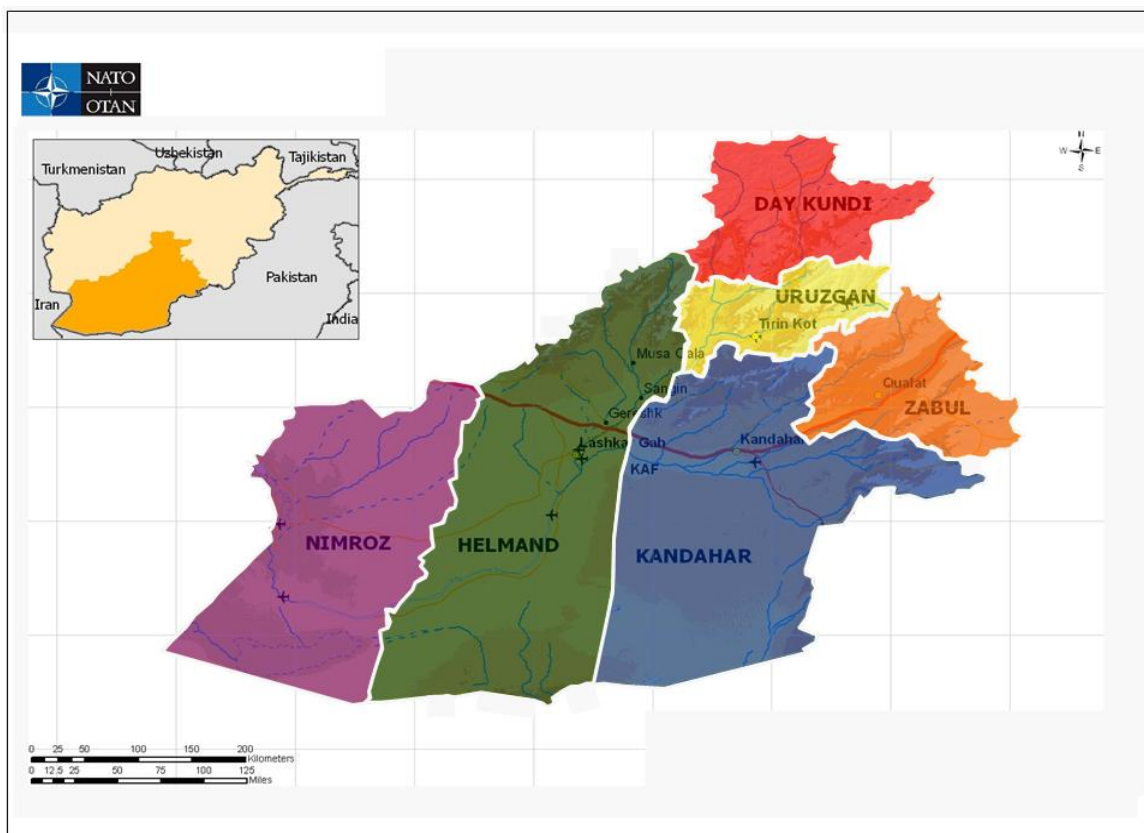 NATO
OTAN
Uzbekistan
Tajikistan
Turkmenistan
Pakistan
Iran
India
N
W E
S
DAY KUNDI
URUZGAN
Tirin Kot
Musa Qala
Sangin
Qualat
ZABUL
Gereshk
Lashka Gah
Kandahar
KAF
NIMROZ
HELMAND
KANDAHAR
0 25 50 100 150 200
Kilometers
0 12.5 25 50 75 100 125
Miles